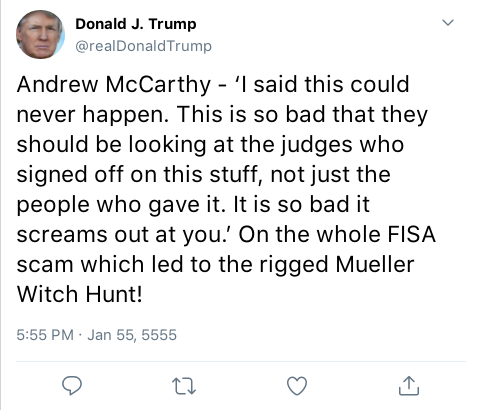 Donald J. Trump
@realDonaldTrump
Andrew McCarthy - ‘I said this could
never happen. This is so bad that they
should be looking at the judges who
signed off on this stuff, not just the
people who gave it. It is so bad it
screams out at you.’ On the whole FISA
scam which led to the rigged Mueller
Witch Hunt!
5:55 PM · Jan 55, 5555